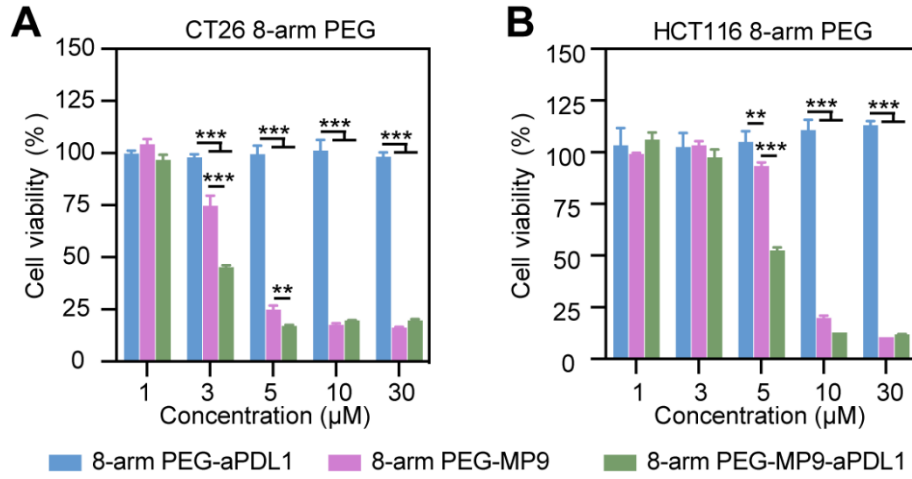 A
CT26 8-arm PEG
150
125
100
75
50
25
0
Cell viability (%)
***
***
***
***
***
**
1 3 5 10 30
Concentration (μM)
B
HCT116 8-arm PEG
150
125
100
75
50
25
0
Cell viability (%)
**
***
***
***
1 3 5 10 30
Concentration (μM)
8-arm PEG-aPDL1 8-arm PEG-MP9 8-arm PEG-MP9-aPDL1